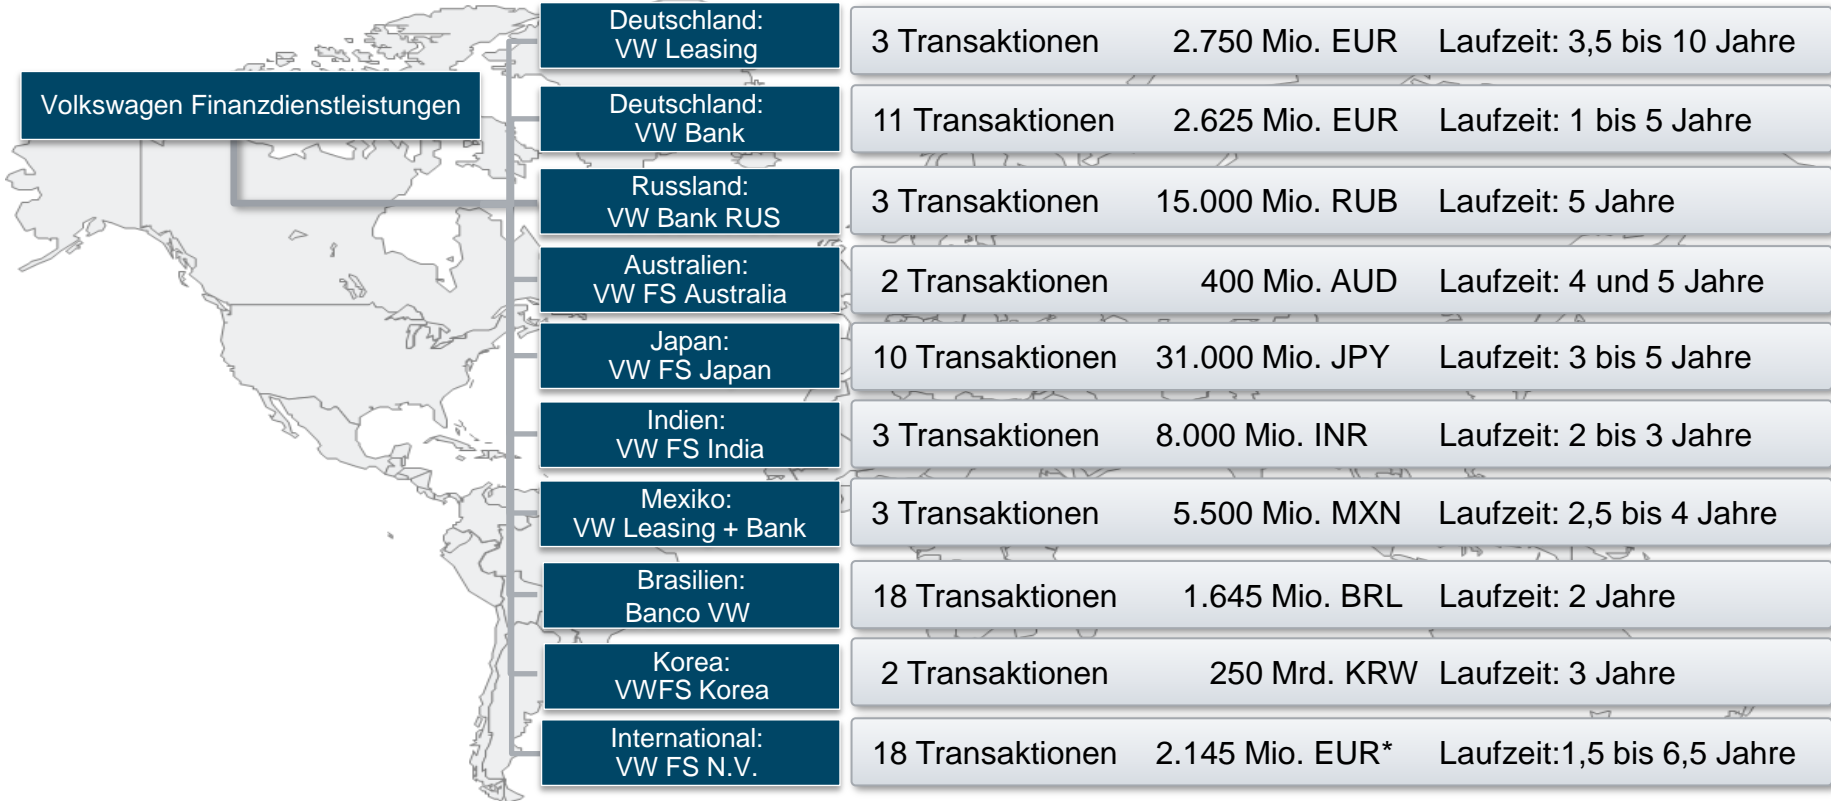 Volkswagen Finanzdienstleistungen
Deutschland:
VW Leasing
3 Transaktionen 2.750 Mio. EUR Laufzeit: 3,5 bis 10 Jahre
Deutschland:
VW Bank
11 Transaktionen 2.625 Mio. EUR Laufzeit: 1 bis 5 Jahre
Russland:
VW Bank RUS
3 Transaktionen 15.000 Mio. RUB Laufzeit: 5 Jahre
Australien:
VW FS Australia
2 Transaktionen 400 Mio. AUD Laufzeit: 4 und 5 Jahre
Japan:
VW FS Japan
10 Transaktionen 31.000 Mio. JPY Laufzeit: 3 bis 5 Jahre
Indien:
VW FS India
3 Transaktionen 8.000 Mio. INR Laufzeit: 2 bis 3 Jahre
Mexiko:
VW Leasing + Bank
3 Transaktionen 5.500 Mio. MXN Laufzeit: 2,5 bis 4 Jahre
Brasilien:
Banco VW
18 Transaktionen 1.645 Mio. BRL Laufzeit: 2 Jahre
Korea:
VWFS Korea
2 Transaktionen 250 Mrd. KRW Laufzeit: 3 Jahre
International:
VW FS N.V.
18 Transaktionen 2.145 Mio. EUR* Laufzeit:1,5 bis 6,5 Jahre